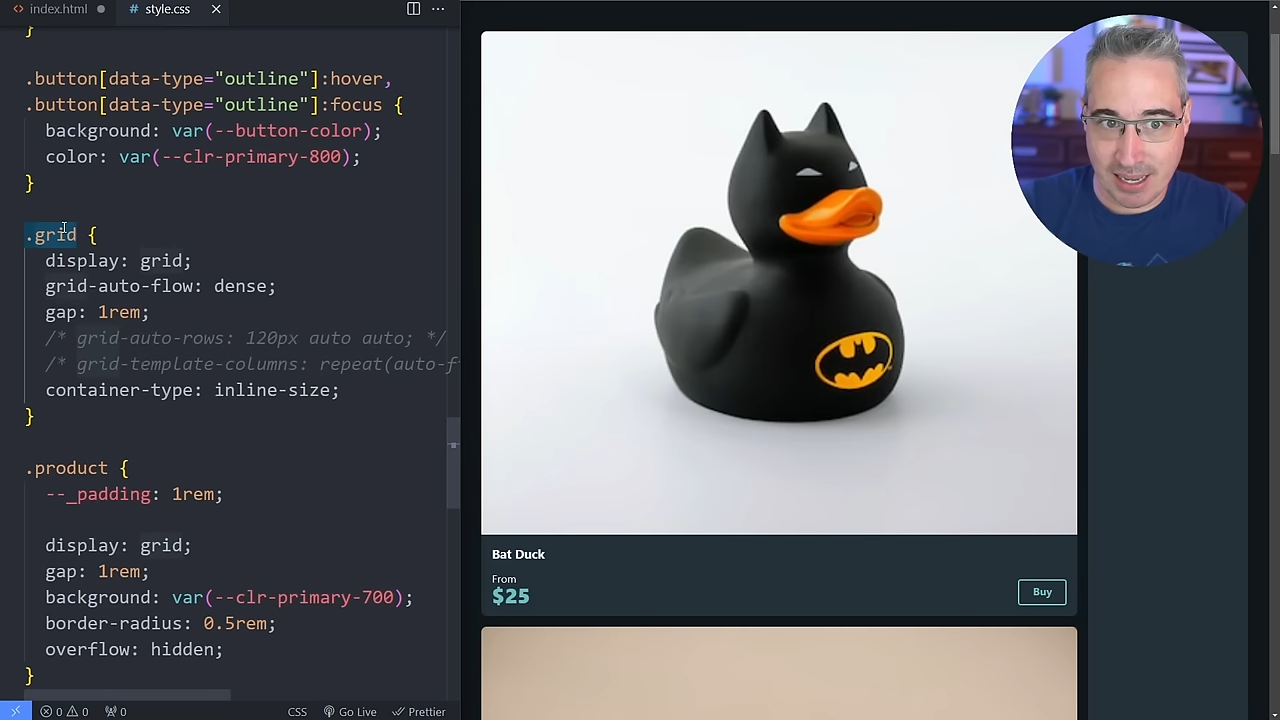 index.html
# style.css
}
.button[data-type="outline"]:hover,
.button[data-type="outline"]:focus {
background: var(--button-color);
color: var(--clr-primary-800);
}
.grid {
display: grid;
grid-auto-flow: dense;
gap: 1rem;
/* grid-auto-rows: 120px auto auto; */
/* grid-template-columns: repeat(auto-f
container-type: inline-size;
}
.product {
--_padding: 1rem;
display: grid;
gap: 1rem;
background: var(--clr-primary-700);
border-radius: 0.5rem;
overflow: hidden;
}
0 0 0 CSS Go Live Prettier
Bat Duck
From
$25
Buy